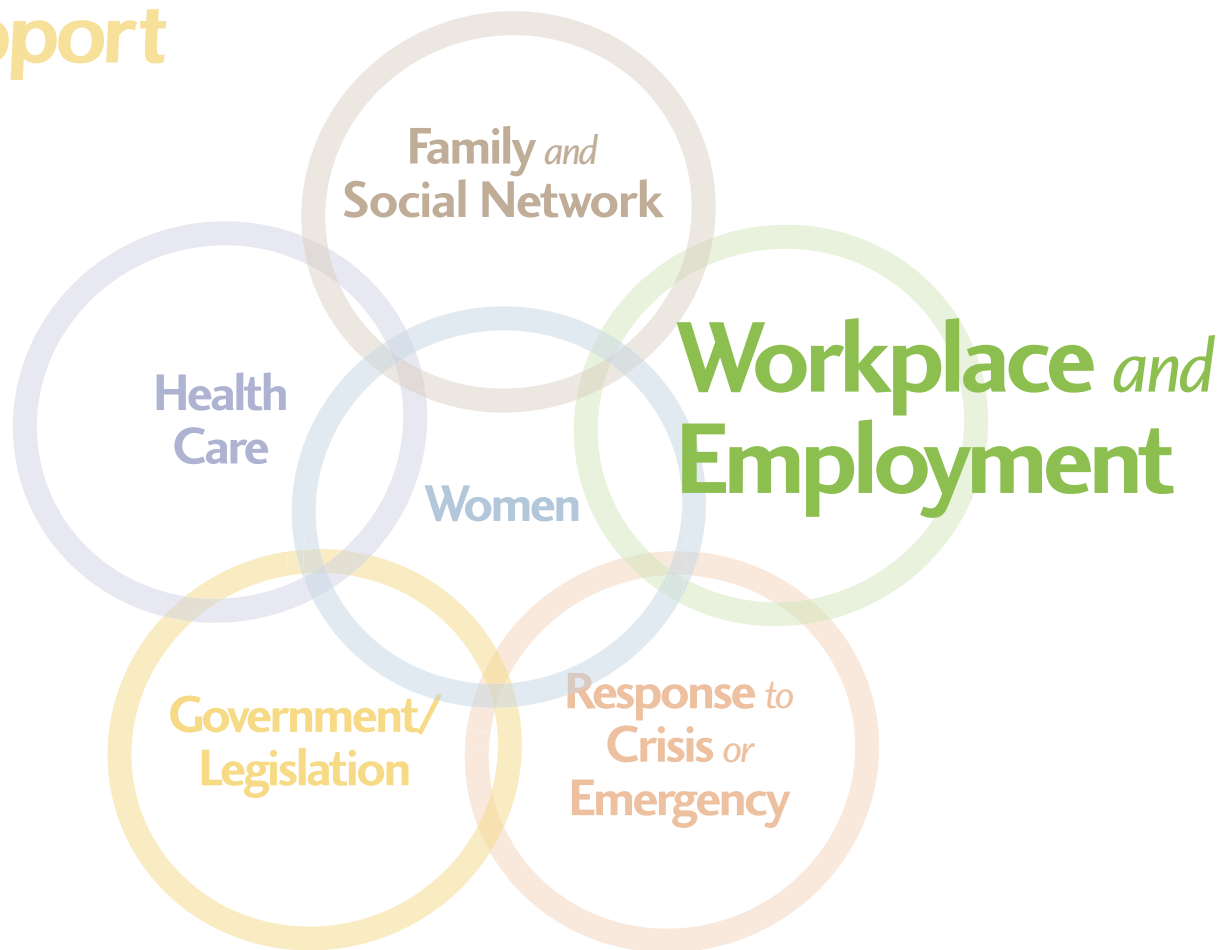 pport
Family and
Social Network
Workplace and
Employment
Health
Care
Women
Government/
Legislation
Response to
Crisis or
Emergency